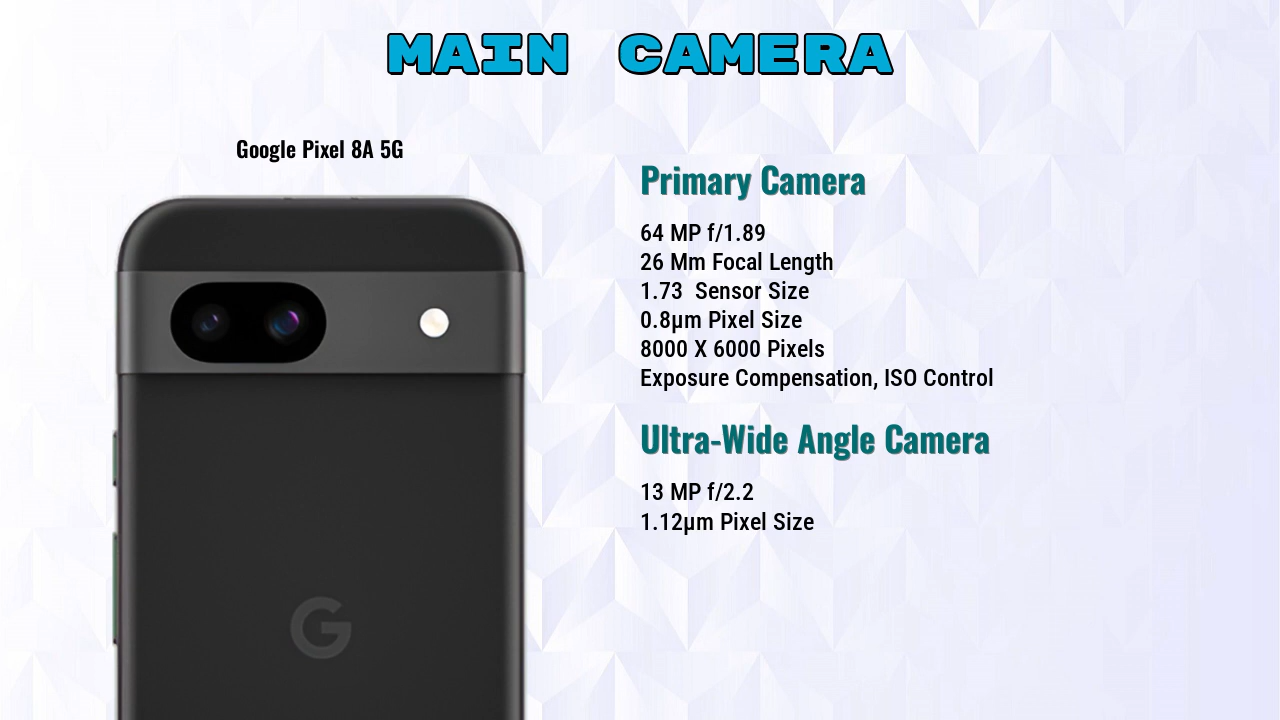 MAIN CAMERA
Google Pixel 8A 5G
Primary Camera
64 MP f/1.89
26 Mm Focal Length
1.73  Sensor Size
0.8µm Pixel Size
8000 X 6000 Pixels
Exposure Compensation, ISO Control
Ultra-Wide Angle Camera
13 MP f/2.2
1.12µm Pixel Size
G